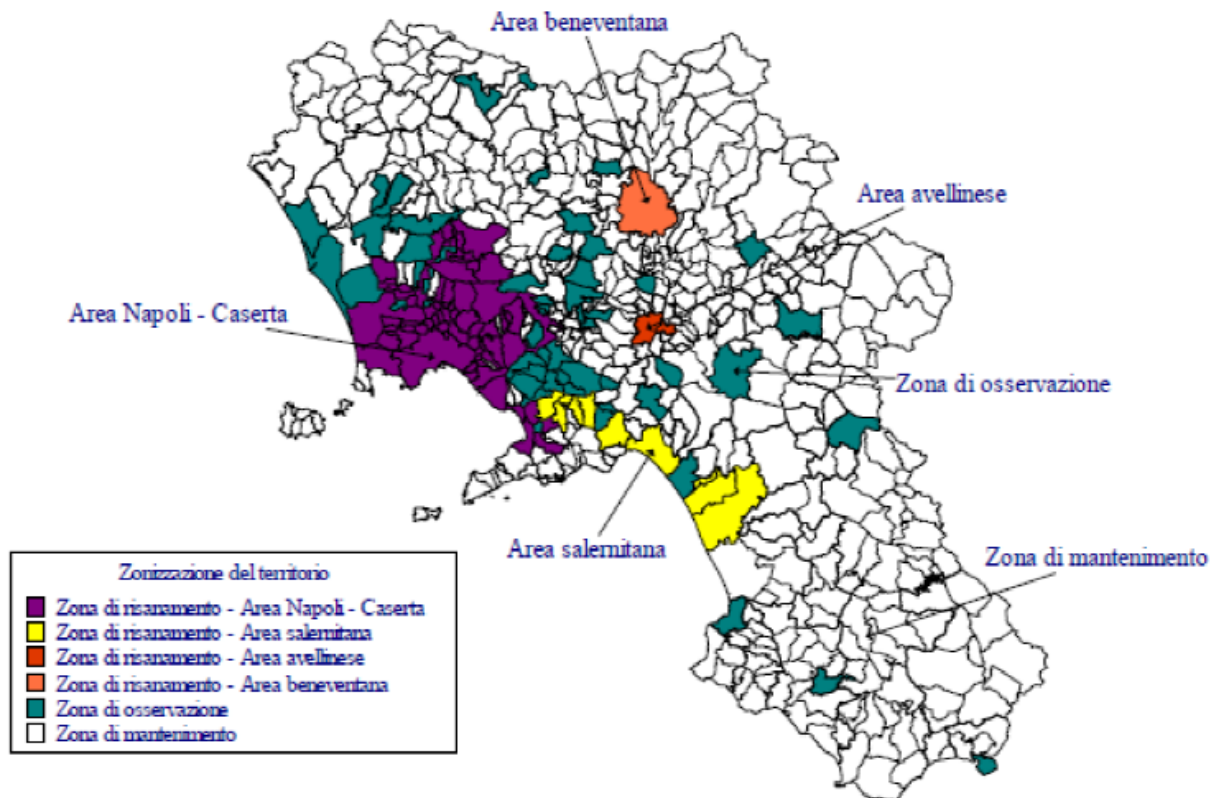 Area beneventana
Area avellinese
Area Napoli - Caserta
Zona di osservazione
Area salernitana
Zona di mantenimento
Zonizzazione del territorio
Zona di risanamento - Area Napoli - Caserta
Zona di risanamento - Area salernitana
Zona di risanamento - Area avellinese
Zona di risanamento - Area beneventana
Zona di osservazione
Zona di mantenimento